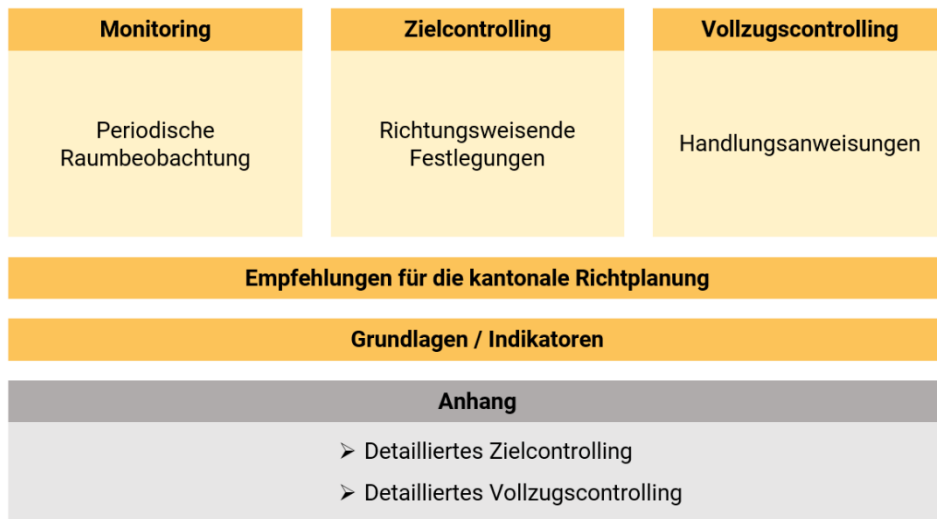 Monitoring
Zielcontrolling
Vollzugscontrolling
Periodische
Raumbeobachtung
Richtungsweisende
Festlegungen
Handlungsanweisungen
Empfehlungen für die kantonale Richtplanung
Grundlagen / Indikatoren
Anhang
➢ Detailliertes Zielcontrolling
➢ Detailliertes Vollzugscontrolling